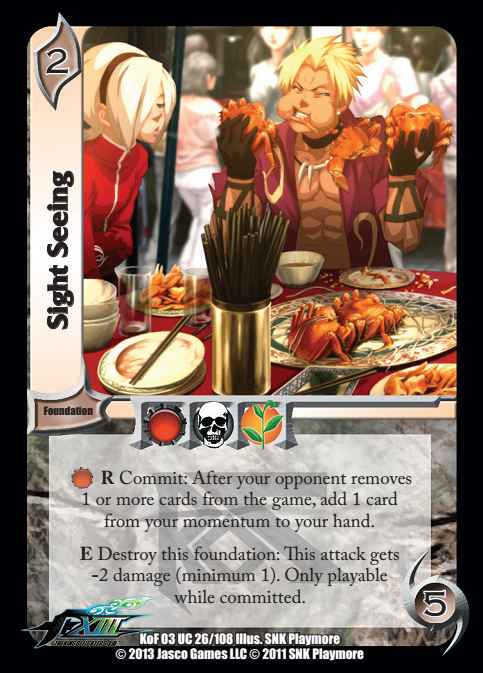 2
Sight Seeing
Foundation
R Commit: After your opponent removes
1 or more cards from the game, add 1 card
from your momentum to your hand.
E Destroy this foundation: This attack gets
-2 damage (minimum 1). Only playable
while committed.
5
XIII
KoF 03 UC 26/108 Illus. SNK Playmore
© 2013 Jasco Games LLC © 2011 SNK Playmore